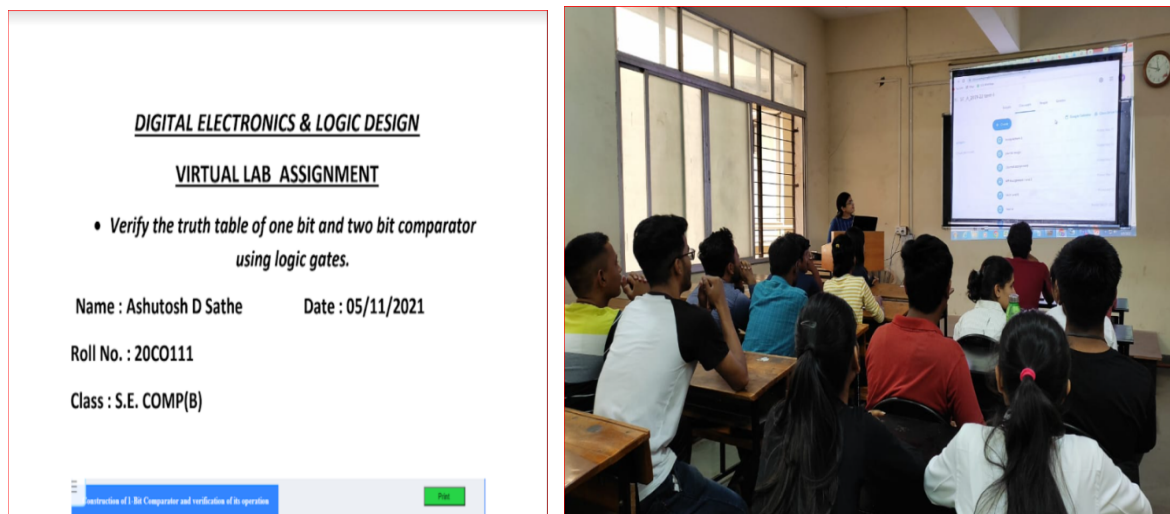 DIGITAL ELECTRONICS & LOGIC DESIGN
VIRTUAL LAB ASSIGNMENT
• Verify the truth table of one bit and two bit comparator
using logic gates.
Name : Ashutosh D Sathe Date : 05/11/2021
Roll No. : 20CO111
Class : S.E. COMP(B)
Construction of 1-Bit Comparator and verification of its operation
Print